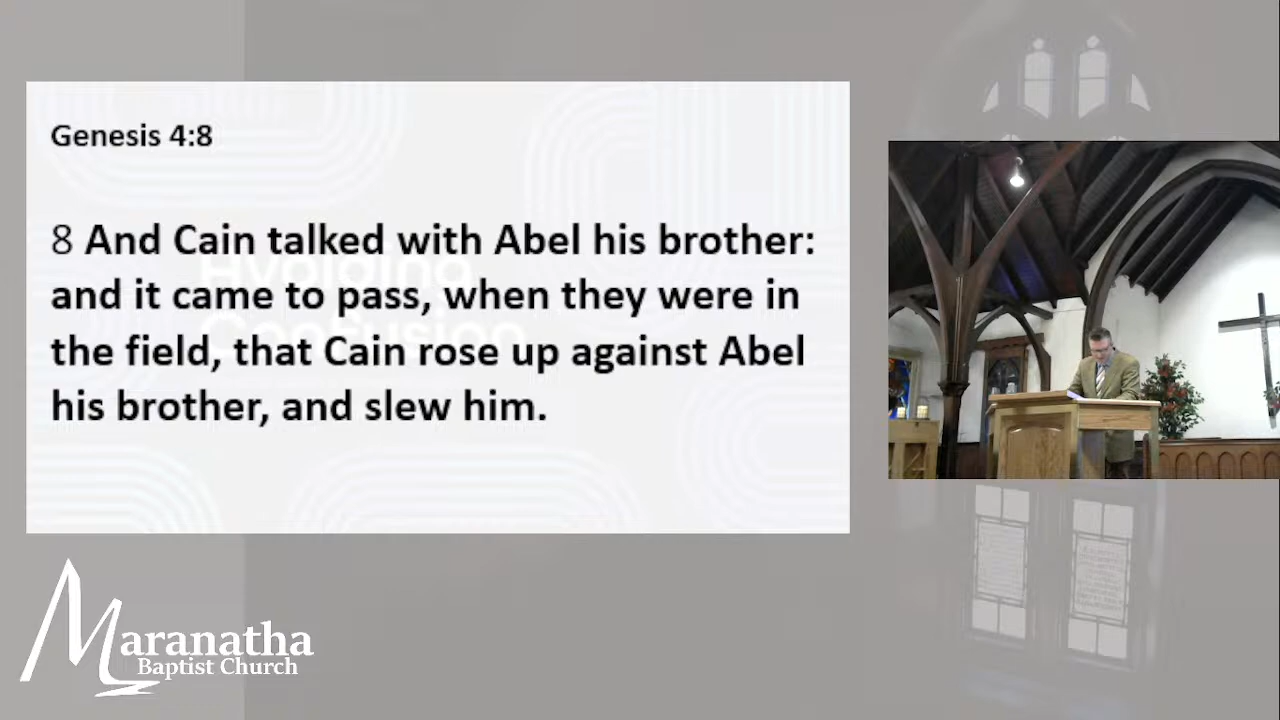 Genesis 4:8
8 And Cain talked with Abel his brother:
and it came to pass, when they were in
the field, that Cain rose up against Abel
his brother, and slew him.
Maranatha
Baptist Church